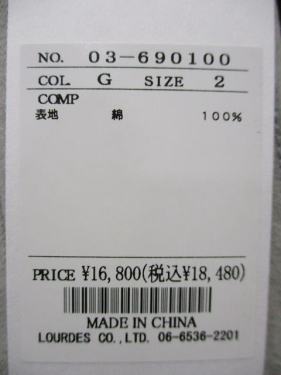 NO. 03-690100
COL. G SIZE 2
COMP
表地 綿 100%
PRICE ¥16,800(税込¥18,480)
MADE IN CHINA
LOURDES CO.,LTD. 06-6536-2201